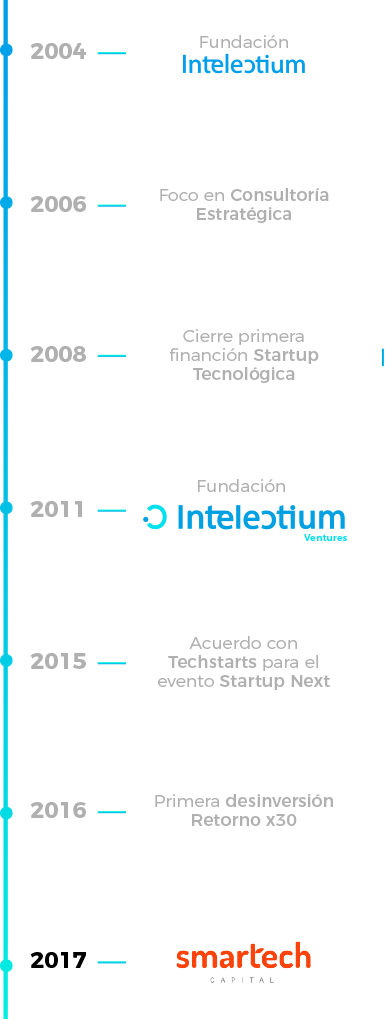 2004
Fundación
Intelectium
2006
Foco en Consultoría
Estratégica
2008
Cierre primera
financión Startup
Tecnológica
2011
Fundación
Intelectium
Ventures
2015
Acuerdo con
Techstarts para el
evento Startup Next
2016
Primera desinversión
Retorno x30
2017
smartech
CAPITAL